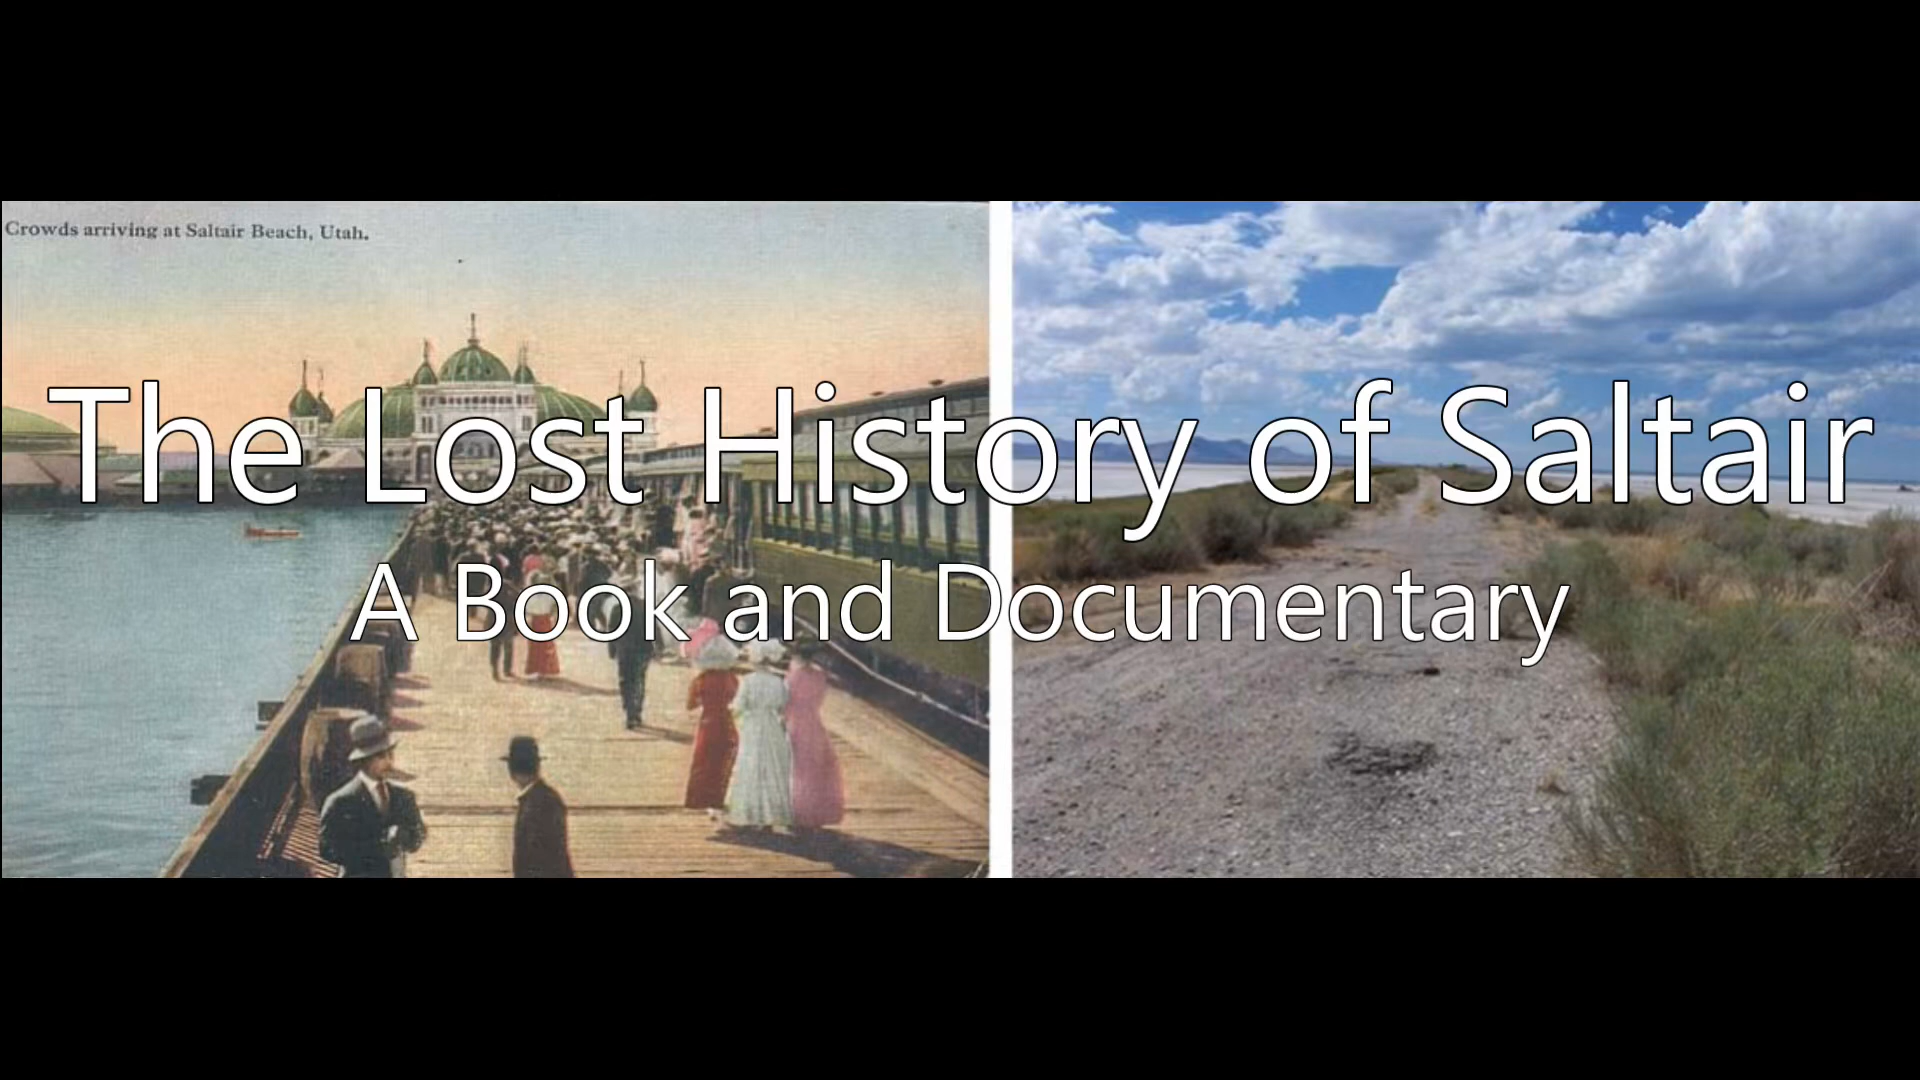 Crowds arriving at Saltair Beach, Utah.
The Lost History of Saltair
A Book and Documentary